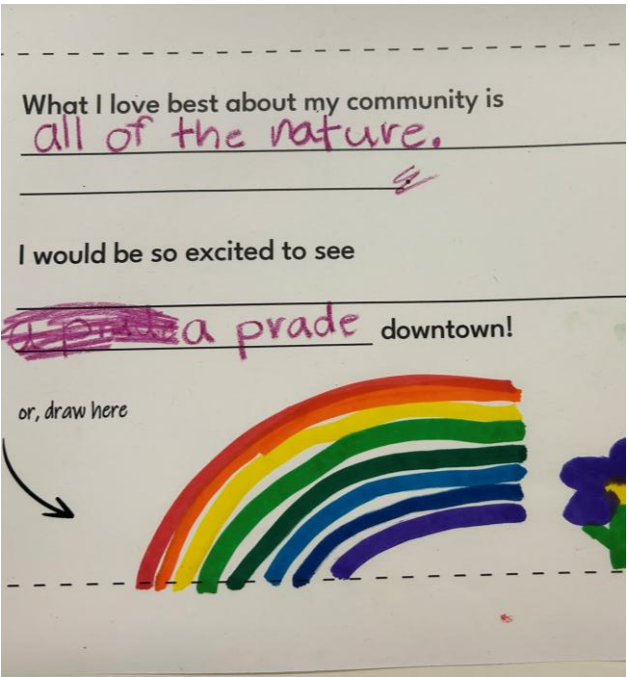 What I love best about my community is
all of the nature.
I would be so excited to see
a prade downtown!
or, draw here